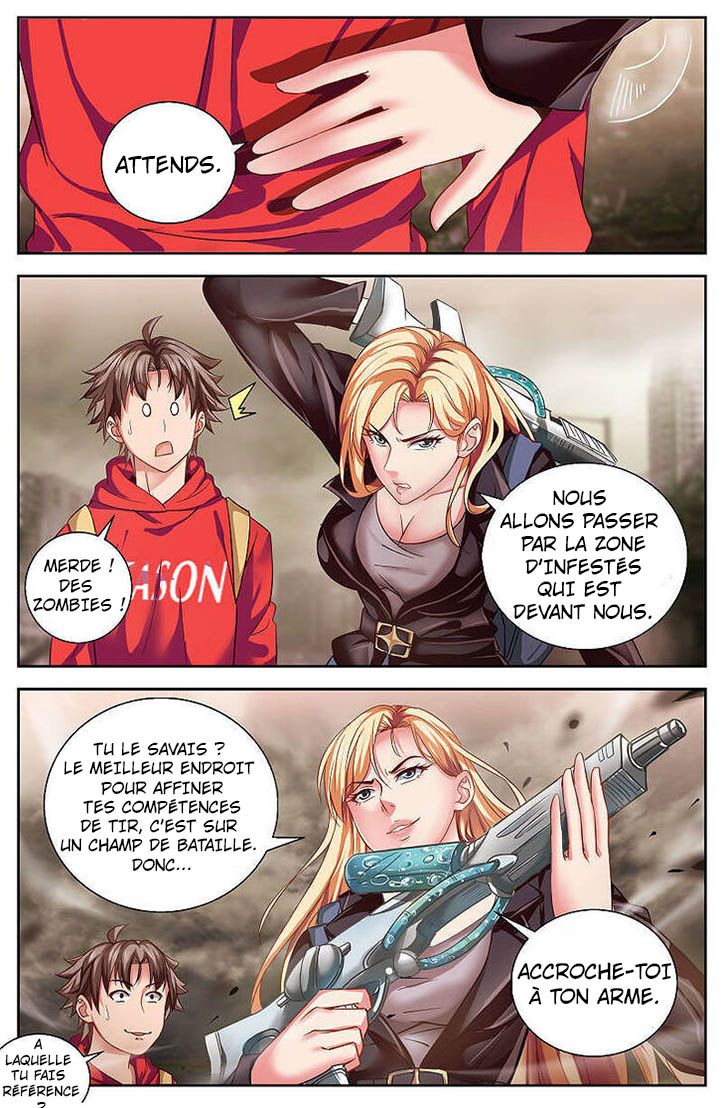 ATTENDS.
NOUS
ALLONS PASSER
PAR LA ZONE
D'INFESTÉS
QUI EST
DEVANT NOUS.
MERDE !
DES
ZOMBIES !
ASON
TU LE SAVAIS ?
LE MEILLEUR ENDROIT
POUR AFFINER
TES COMPÉTENCES
DE TIR, C'EST SUR
UN CHAMP DE BATAILLE.
DONC...
ACCROCHE-TOI
À TON ARME.
A
LAQUELLE
TU FAIS
RÉFÉRENCE
?